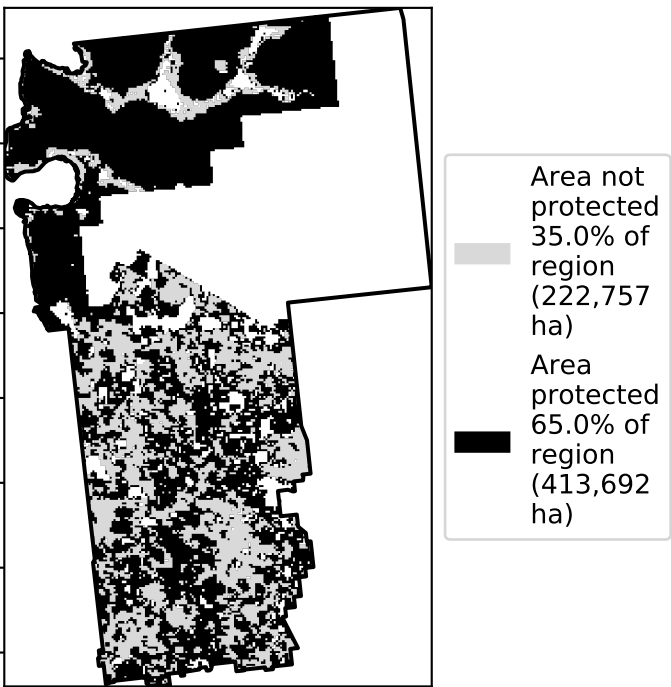 Area not
protected
35.0% of
region
(222,757
ha)
Area
protected
65.0% of
region
(413,692
ha)